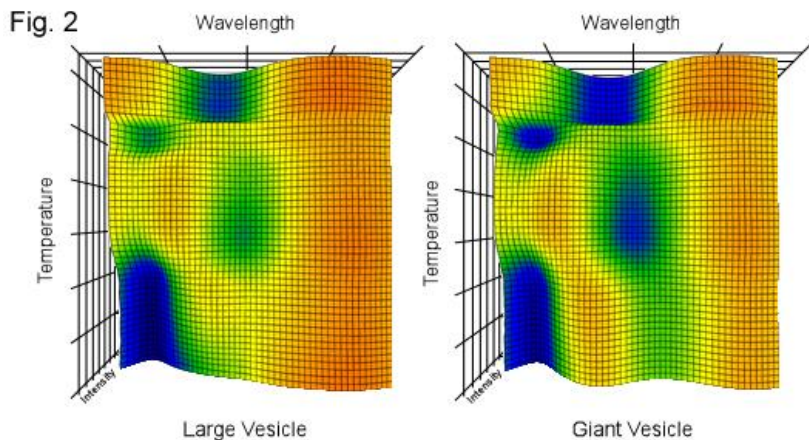 Fig. 2
Wavelength
Temperature
Intensity
Large Vesicle
Wavelength
Temperature
Intensity
Giant Vesicle